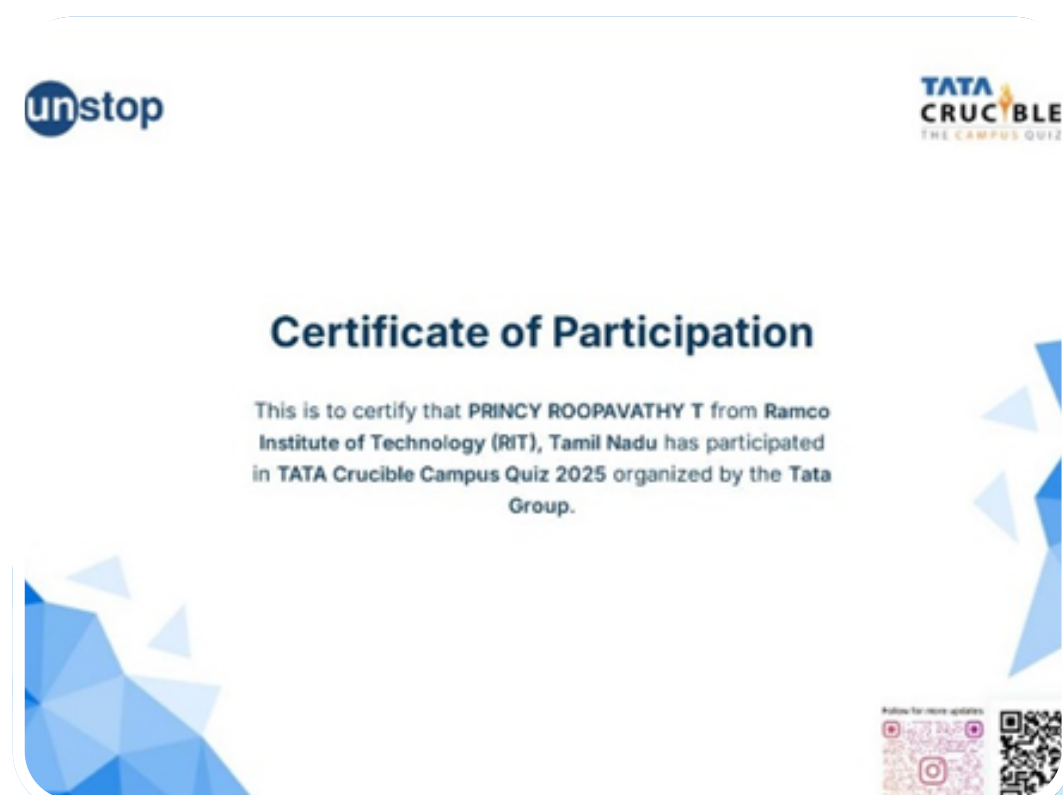 unstop
TATA
CRUCIBLE
THE CAMPUS QUIZ
Certificate of Participation
This is to certify that PRINCY ROOPAVATHY T from Ramco
Institute of Technology (RIT), Tamil Nadu has participated
in TATA Crucible Campus Quiz 2025 organized by the Tata
Group.
Follow for more updates